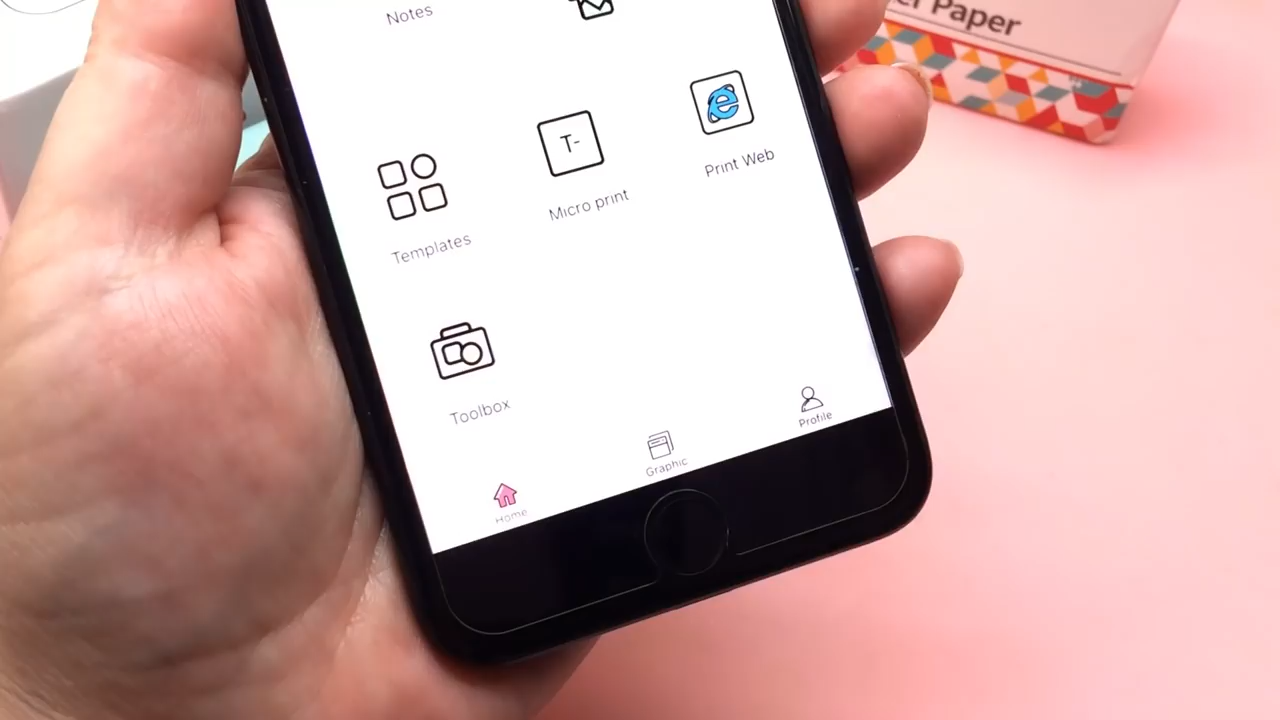 Notes
Paper
T-
Print Web
Micro print
Templates
Toolbox
Profile
Graphic
Home